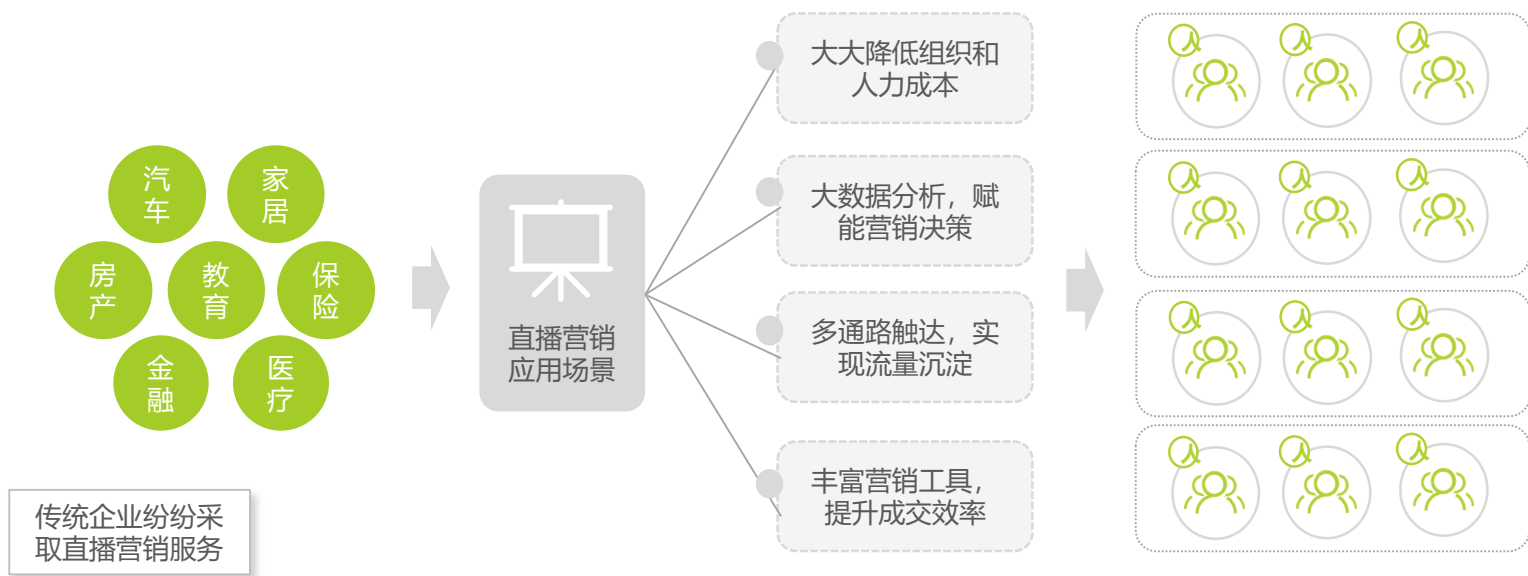 汽
车
家
居
房
产
教
育
保
险
金
融
医
疗
传统企业纷纷采
取直播营销服务
直播营销
应用场景
大大降低组织和
人力成本
大数据分析，赋
能营销决策
多通路触达，实
现流量沉淀
丰富营销工具，
提升成交效率